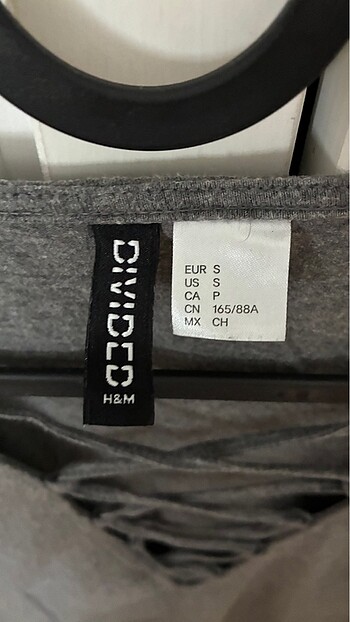 DIVIDED
H&M
EUR S
US S
CA P
CN 165/88A
MX CH